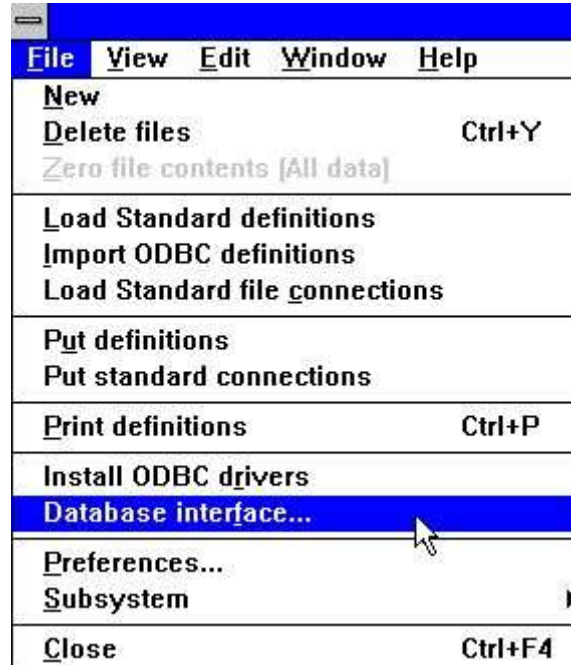 File View Edit Window Help
New
Delete files Ctrl+Y
Zero file contents (All data)
Load Standard definitions
Import ODBC definitions
Load Standard file connections
Put definitions
Put standard connections
Print definitions Ctrl+P
Install ODBC drivers
Database interface...
Preferences...
Subsystem
Close Ctrl+F4